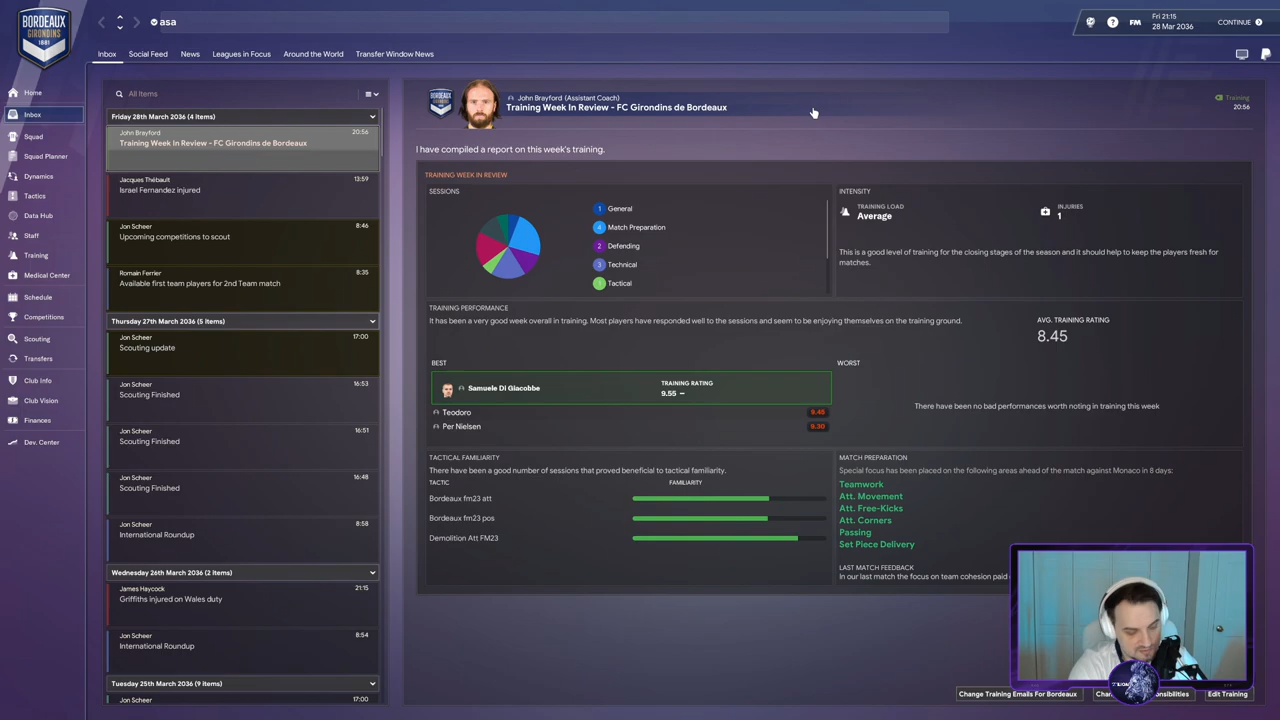 BORDEAUX
GIRONDINS
1881
asa
FM
Fri 21:15
28 Mar 2036
CONTINUE
Inbox
Social Feed
News
Leagues in Focus
Around the World
Transfer Window News
Home
Inbox
Squad
Squad Planner
Dynamics
Tactics
Data Hub
Staff
Training
Medical Center
Schedule
Competitions
Scouting
Transfers
Club Info
Club Vision
Finances
Dev. Center
All Items
Friday 28th March 2036 (4 Items)
John Brayford 20:56
Training Week In Review - FC Girondins de Bordeaux
Jacques Thébault 13:59
Israel Fernandez injured
Jon Scheer 8:46
Upcoming competitions to scout
Romain Ferrier 8:35
Available first team players for 2nd Team match
Thursday 27th March 2036 (5 Items)
Jon Scheer 17:00
Scouting update
Jon Scheer 16:53
Scouting Finished
Jon Scheer 16:51
Scouting Finished
Jon Scheer 16:48
Scouting Finished
Jon Scheer 8:58
International Roundup
Wednesday 26th March 2036 (2 Items)
James Haycock 21:15
Griffiths injured on Wales duty
Jon Scheer 8:54
International Roundup
Tuesday 25th March 2036 (9 Items)
Jon Scheer 17:00
John Brayford (Assistant Coach)
Training Week In Review - FC Girondins de Bordeaux
Training
20:56
I have compiled a report on this week's training.
TRAINING WEEK IN REVIEW
SESSIONS
1 General
4 Match Preparation
2 Defending
3 Technical
1 Tactical
INTENSITY
TRAINING LOAD
Average
INJURIES
1
This is a good level of training for the closing stages of the season and it should help to keep the players fresh for
matches.
TRAINING PERFORMANCE
It has been a very good week overall in training. Most players have responded well to the sessions and seem to be enjoying themselves on the training ground.
AVG. TRAINING RATING
8.45
BEST
Samuele Di Giacobbe
TRAINING RATING
9.55 –
Teodoro 9.45
Per Nielsen 9.30
WORST
There have been no bad performances worth noting in training this week
TACTICAL FAMILIARITY
There have been a good number of sessions that proved beneficial to tactical familiarity.
TACTIC FAMILIARITY
Bordeaux fm23 att
Bordeaux fm23 pos
Demolition Att FM23
MATCH PREPARATION
Special focus has been placed on the following areas ahead of the match against Monaco in 8 days:
Teamwork
Att. Movement
Att. Free-Kicks
Att. Corners
Passing
Set Piece Delivery
LAST MATCH FEEDBACK
In our last match the focus on team cohesion paid
Change Training Emails For Bordeaux
Edit Training